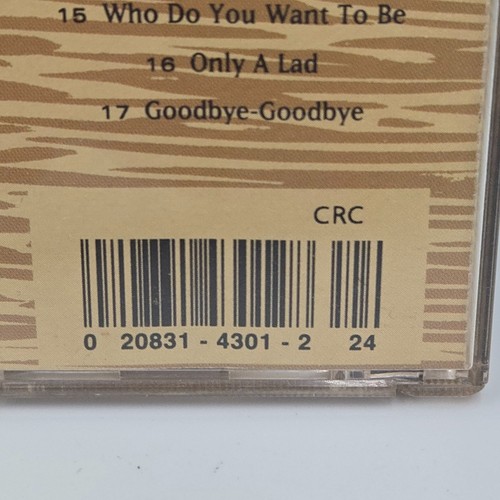 15 Who Do You Want To Be
16 Only A Lad
17 Goodbye-Goodbye
CRC
0 20831 - 4301 - 2 24